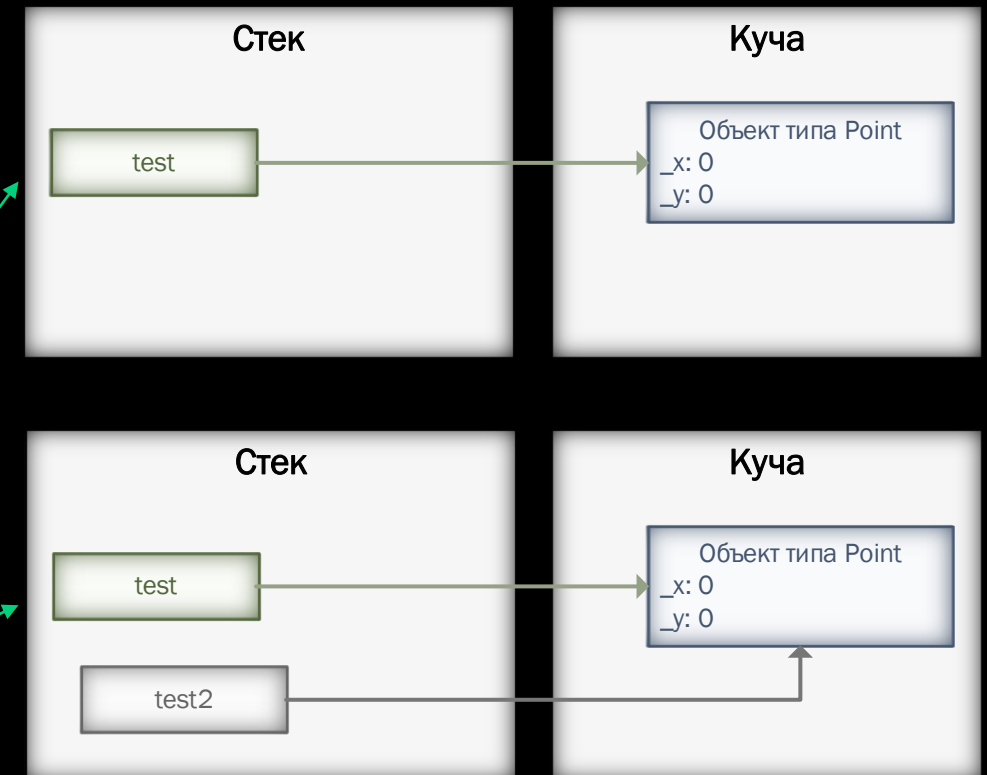 Стек
Куча
test
Объект типа Point
_x: 0
_y: 0
Стек
Куча
test
Объект типа Point
_x: 0
_y: 0
test2